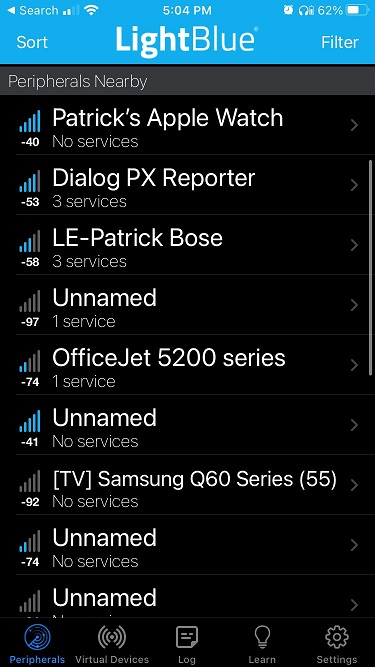 Search 5:04 PM 62%
Sort LightBlue® Filter
Peripherals Nearby
Patrick's Apple Watch
-40 No services
Dialog PX Reporter
-53 3 services
LE-Patrick Bose
-58 3 services
Unnamed
-97 1 service
OfficeJet 5200 series
-74 1 service
Unnamed
-41 No services
[TV] Samsung Q60 Series (55)
-92 No services
Unnamed
-74 No services
Unnamed
Peripherals Virtual Devices Log Learn Settings